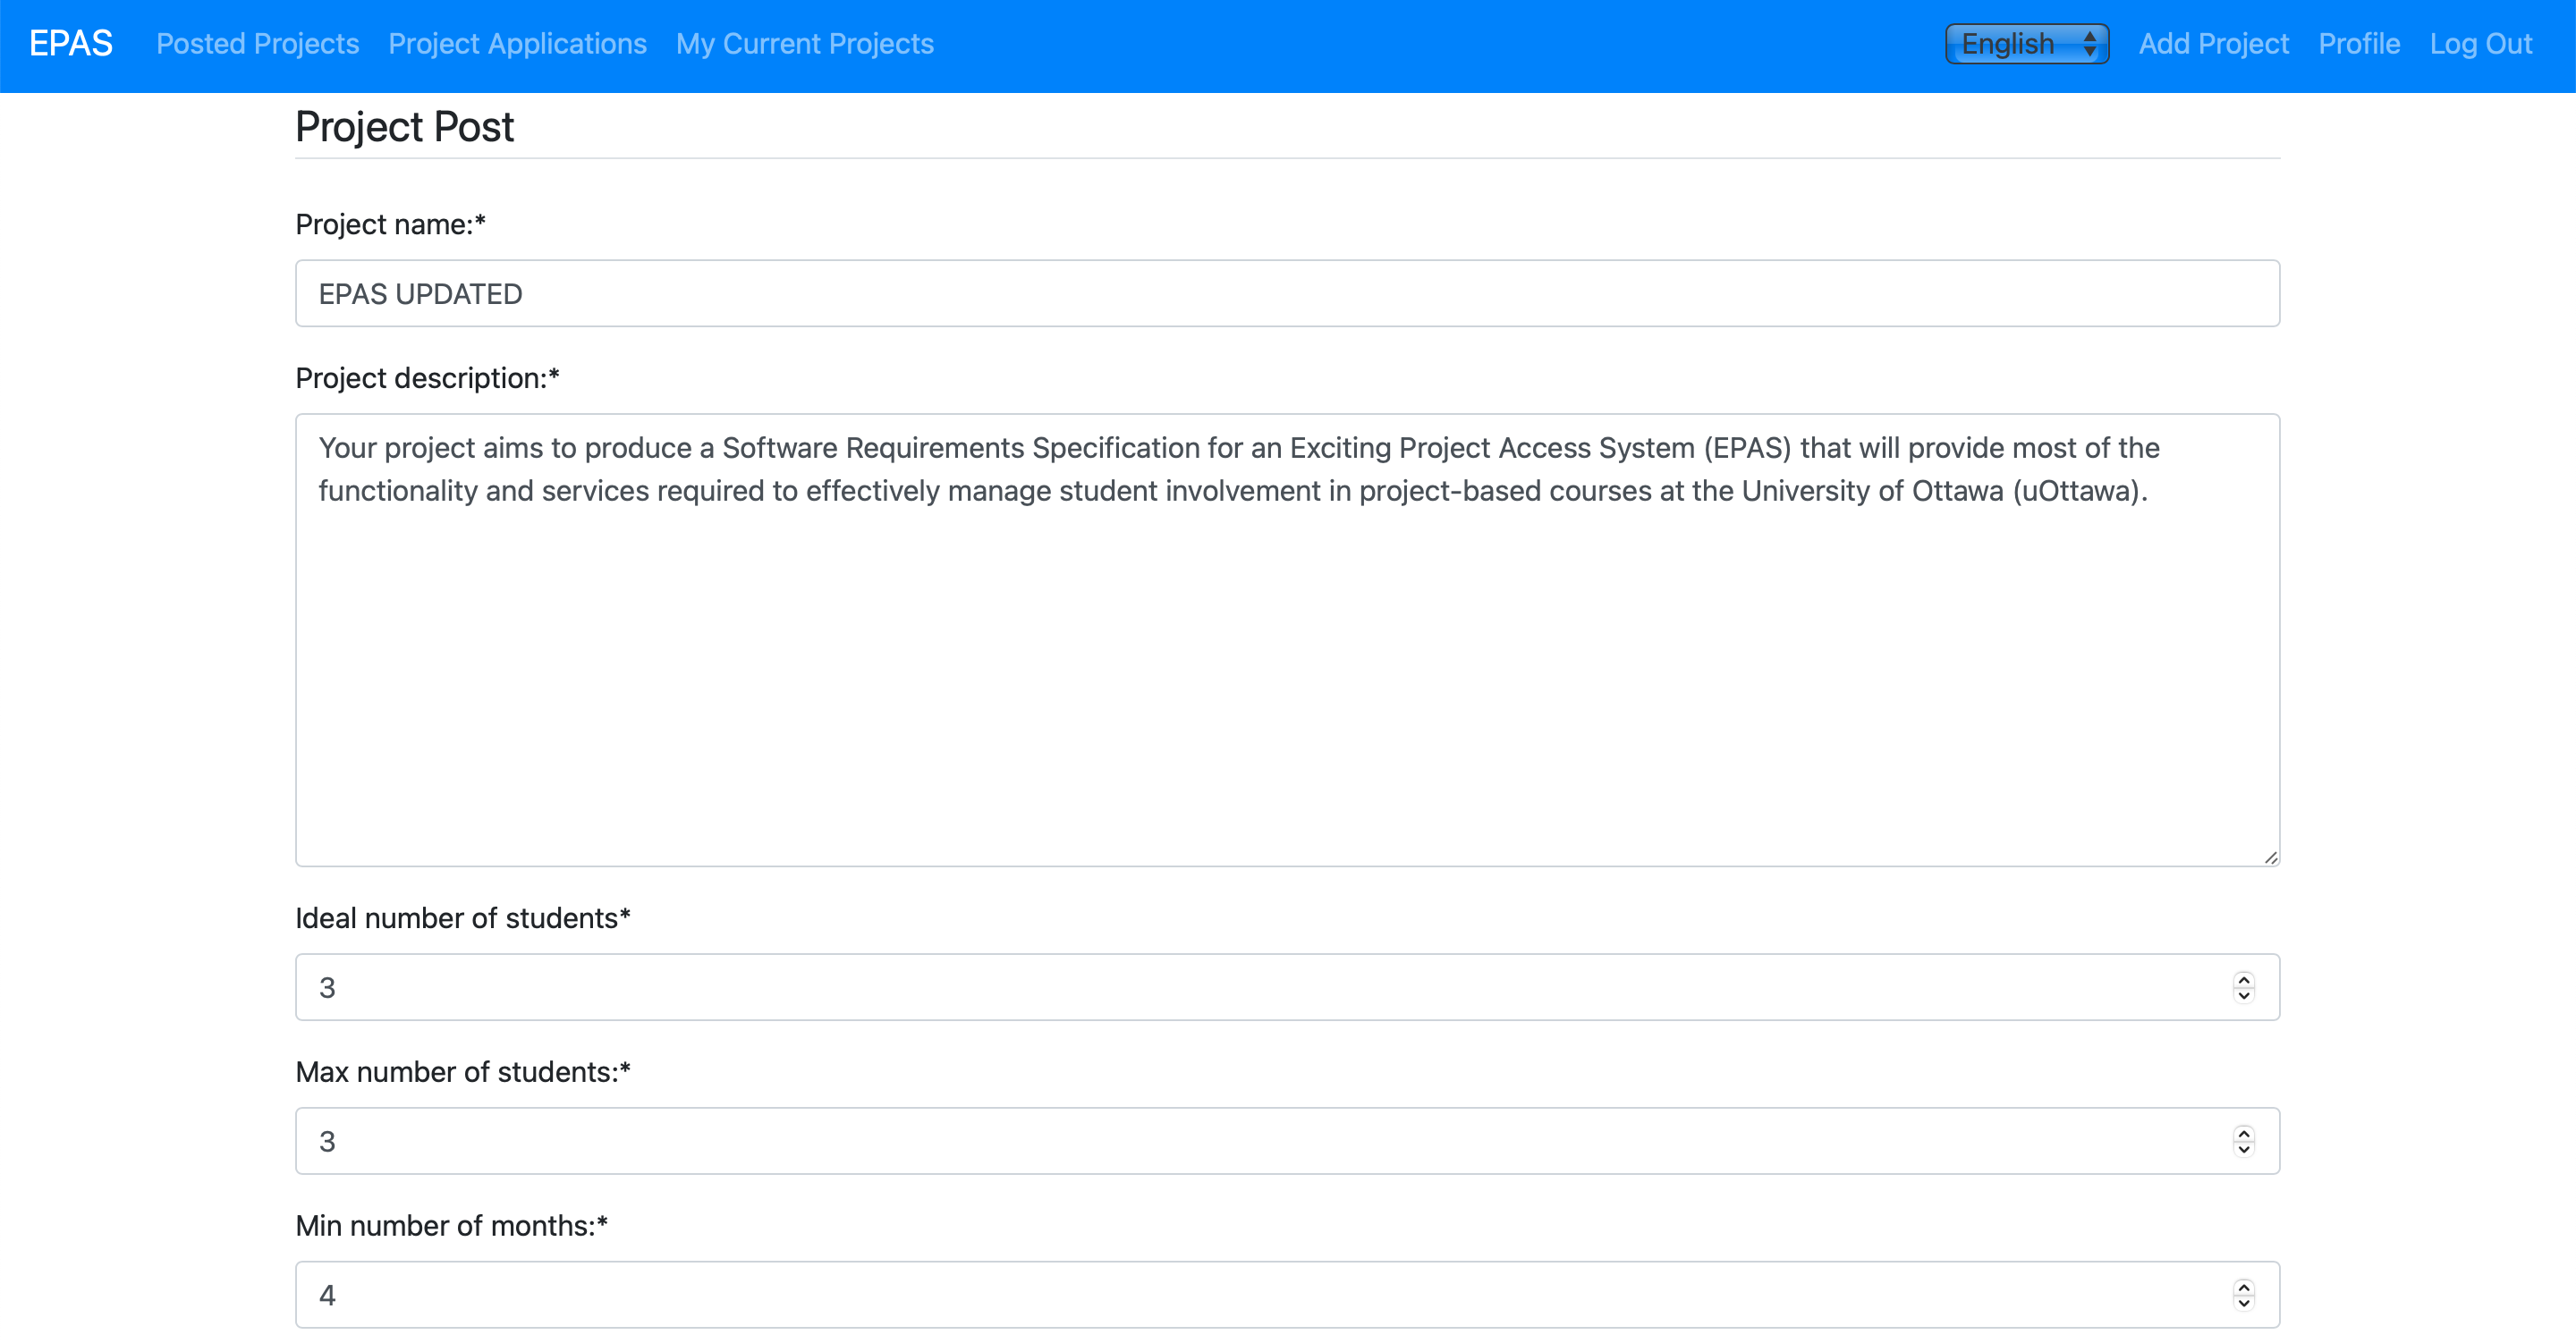 EPAS Posted Projects Project Applications My Current Projects English Add Project Profile Log Out
Project Post
Project name:*
EPAS UPDATED
Project description:*
Your project aims to produce a Software Requirements Specification for an Exciting Project Access System (EPAS) that will provide most of the
functionality and services required to effectively manage student involvement in project-based courses at the University of Ottawa (uOttawa).
Ideal number of students*
3
Max number of students:*
3
Min number of months:*
4